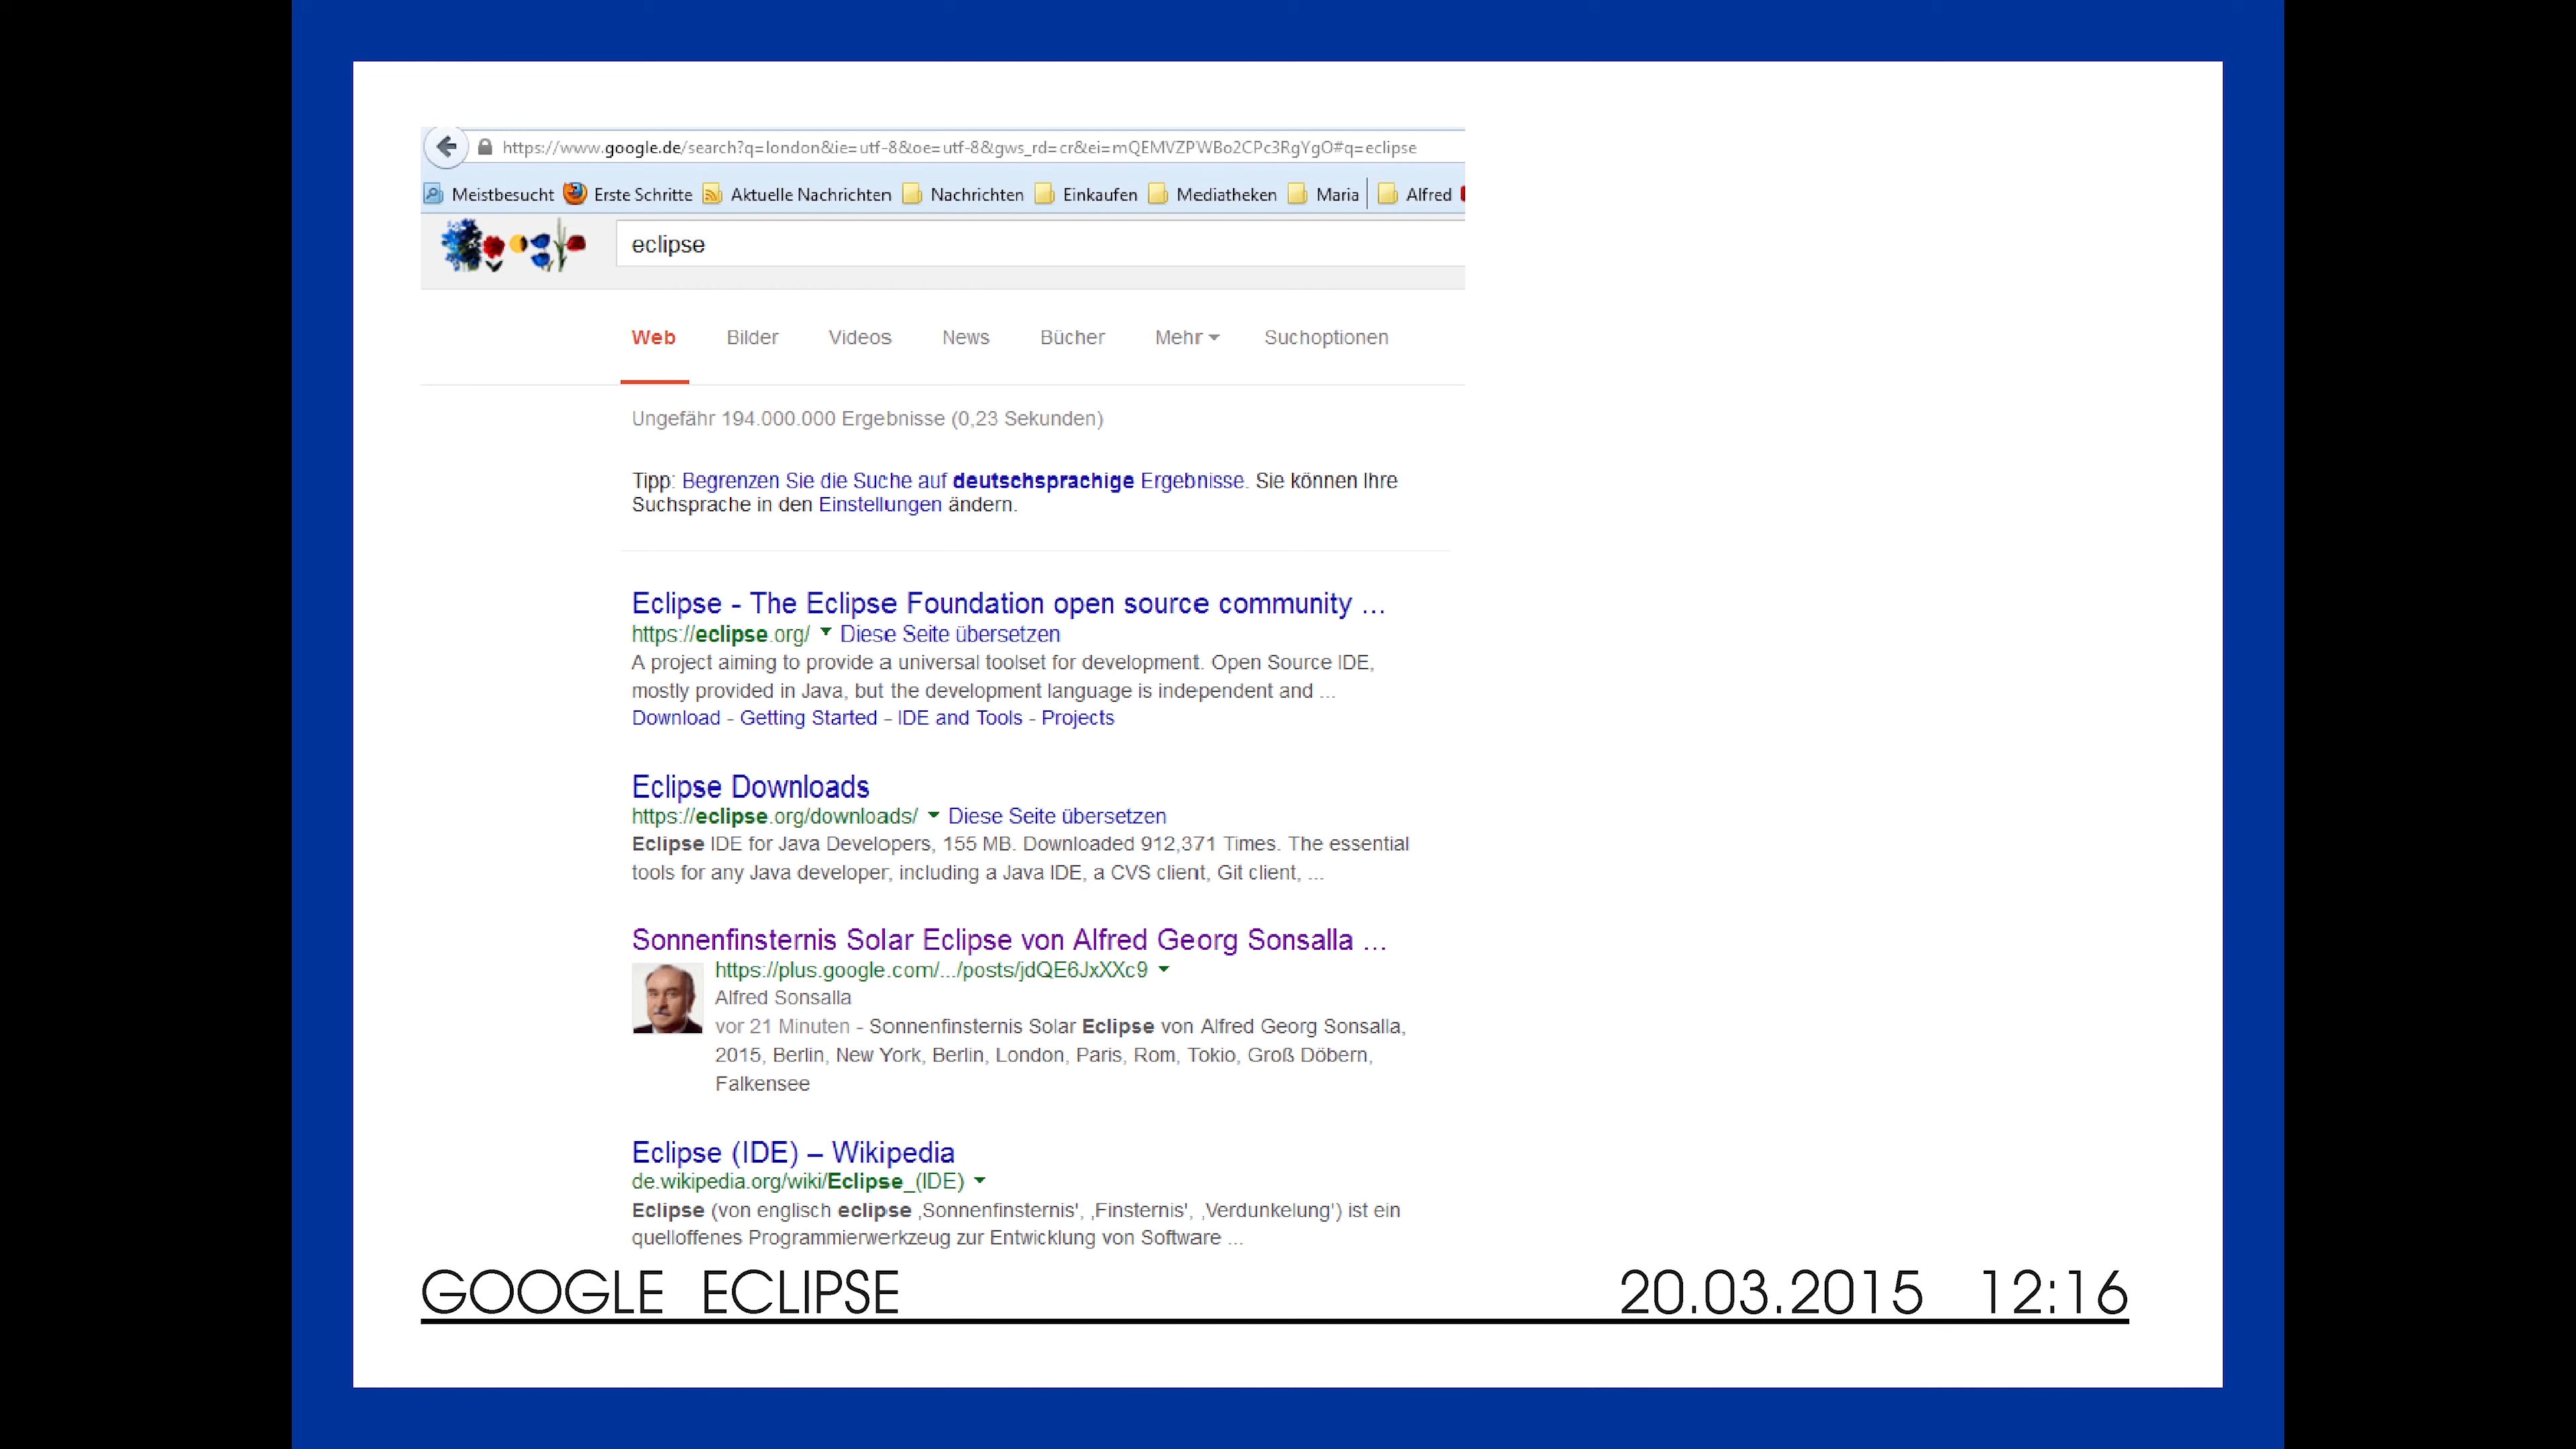 https://www.google.de/search?q=london&ie=utf-8&oe=utf-8&gws_rd=cr&ei=mQEMVZPWBo2CPc3RgYgO#q=eclipse
Meistbesucht Erste Schritte Aktuelle Nachrichten Nachrichten Einkaufen Mediatheken Maria Alfred
eclipse
Web Bilder Videos News Bücher Mehr Suchoptionen
Ungefähr 194.000.000 Ergebnisse (0,23 Sekunden)
Tipp: Begrenzen Sie die Suche auf deutschsprachige Ergebnisse. Sie können Ihre
Suchsprache in den Einstellungen ändern.
Eclipse - The Eclipse Foundation open source community ...
https://eclipse.org/ Diese Seite übersetzen
A project aiming to provide a universal toolset for development. Open Source IDE,
mostly provided in Java, but the development language is independent and ...
Download - Getting Started - IDE and Tools - Projects
Eclipse Downloads
https://eclipse.org/downloads/ Diese Seite übersetzen
Eclipse IDE for Java Developers, 155 MB. Downloaded 912,371 Times. The essential
tools for any Java developer, including a Java IDE, a CVS client, Git client, ...
Sonnenfinsternis Solar Eclipse von Alfred Georg Sonsalla ...
https://plus.google.com/.../posts/jdQE6JxXXc9
Alfred Sonsalla
vor 21 Minuten - Sonnenfinsternis Solar Eclipse von Alfred Georg Sonsalla,
2015, Berlin, New York, Berlin, London, Paris, Rom, Tokio, Groß Döbern,
Falkensee
Eclipse (IDE) – Wikipedia
de.wikipedia.org/wiki/Eclipse_(IDE)
Eclipse (von englisch eclipse ‚Sonnenfinsternis', ‚Finsternis', ‚Verdunkelung') ist ein
quelloffenes Programmierwerkzeug zur Entwicklung von Software ...
GOOGLE ECLIPSE 20.03.2015 12:16